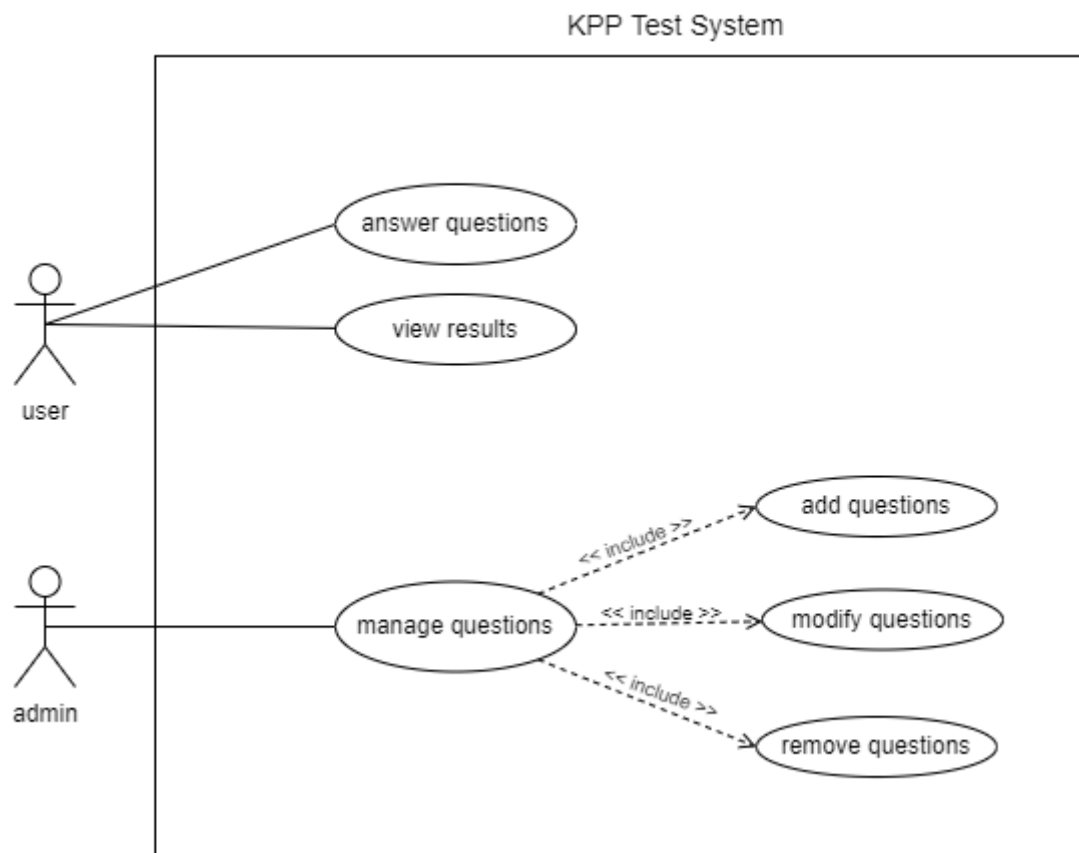 KPP Test System
answer questions
view results
user
add questions
<< include >>
<< include >>
modify questions
manage questions
<< include >>
admin
remove questions